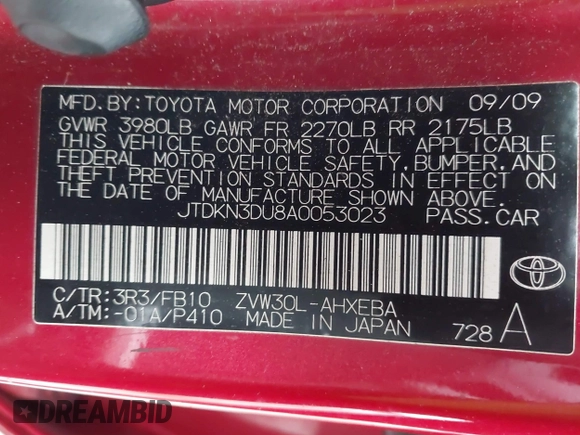 MFD. BY: TOYOTA MOTOR CORPORATION 09/09
GVWR 3980LB GAWR FR 2270LB RR 2175LB
THIS VEHICLE CONFORMS TO ALL APPLICABLE
FEDERAL MOTOR VEHICLE SAFETY, BUMPER, AND
THEFT PREVENTION STANDARDS IN EFFECT ON
THE DATE OF MANUFACTURE SHOWN ABOVE.
JTDKN3DU8A0053023 PASS. CAR
C/TR: 3R3/FB10 ZVW30L-AHXEBA
A/TM: -01A/P410 MADE IN JAPAN 728 A
DREAMBID